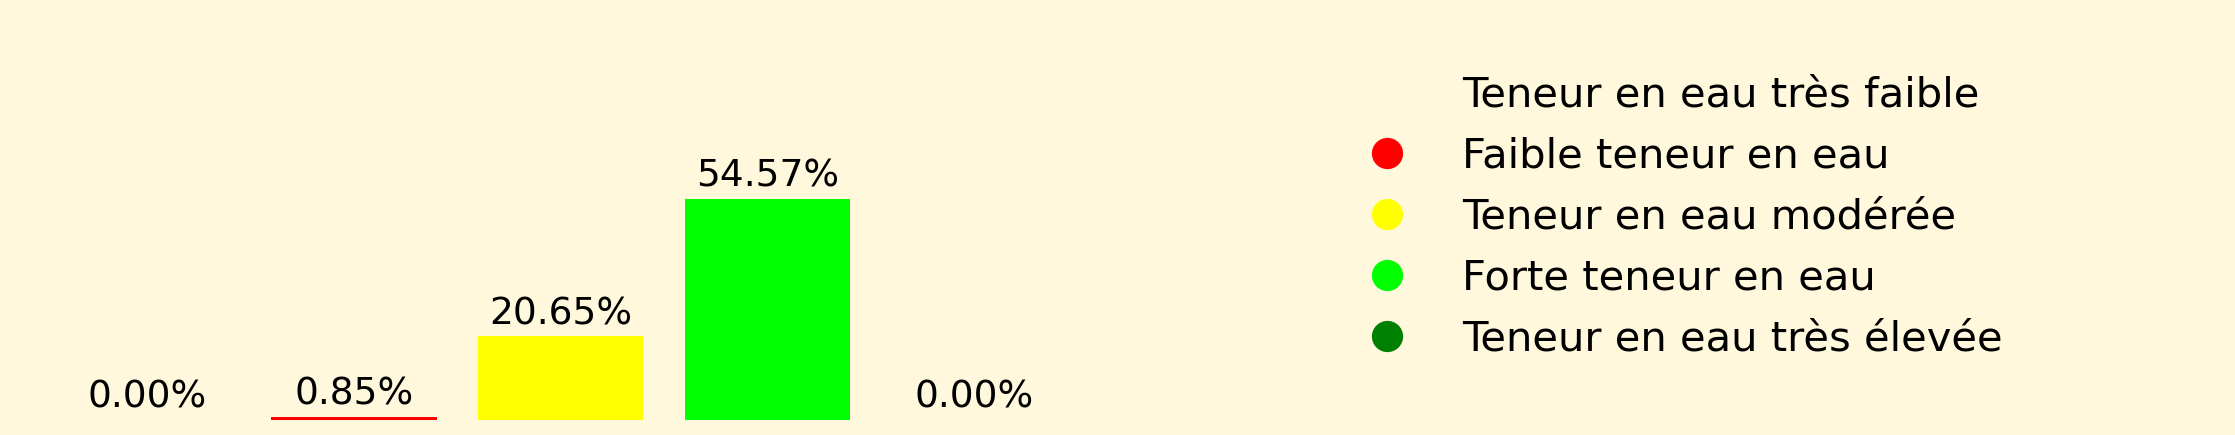 0.00%
0.85%
20.65%
54.57%
0.00%
Teneur en eau très faible
Faible teneur en eau
Teneur en eau modérée
Forte teneur en eau
Teneur en eau très élevée